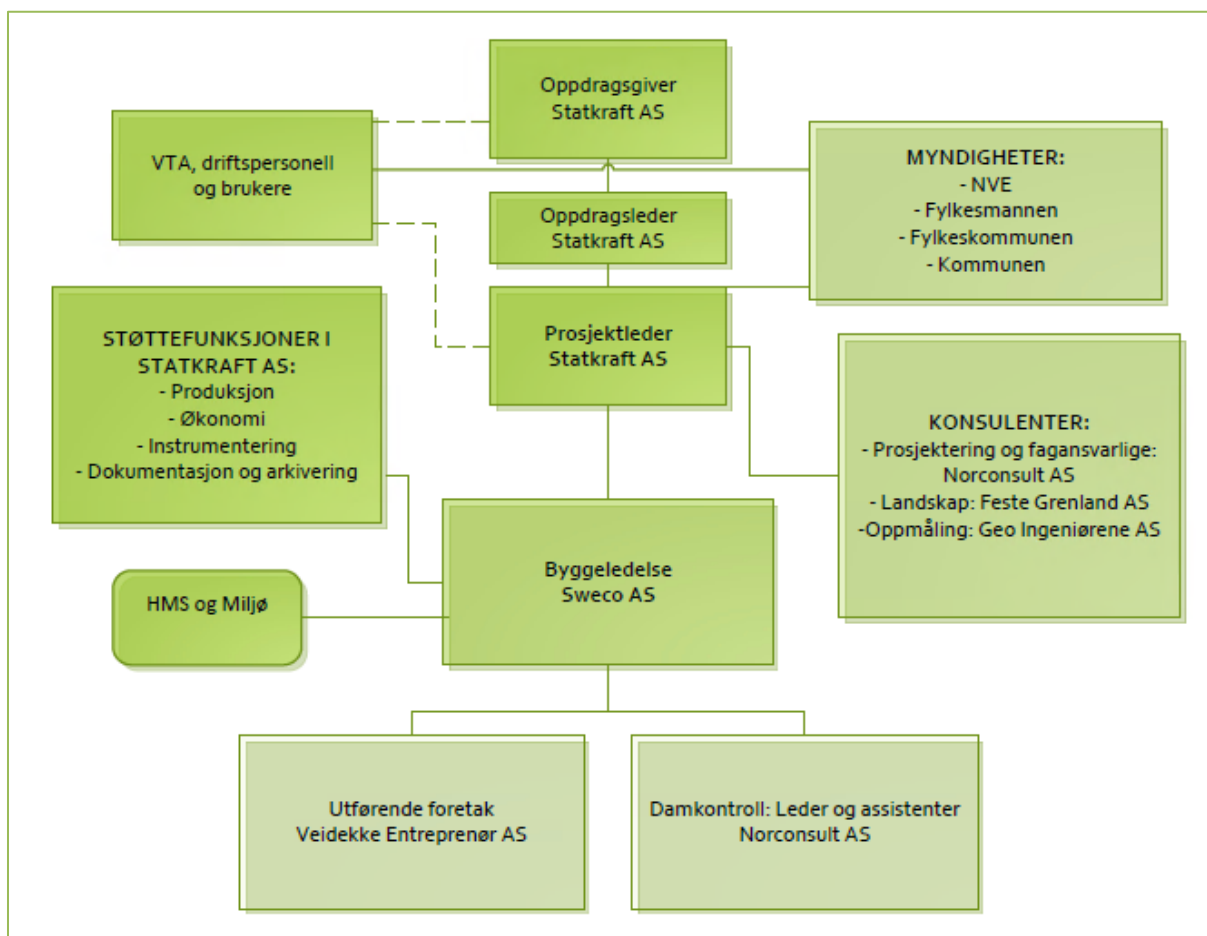 Oppdragsgiver
Statkraft AS
VTA, driftspersonell
og brukere
MYNDIGHETER:
- NVE
- Fylkesmannen
- Fylkeskommunen
- Kommunen
Oppdragsleder
Statkraft AS
Prosjektleder
Statkraft AS
STØTTEFUNKSJONER I
STATKRAFT AS:
- Produksjon
- Økonomi
- Instrumentering
- Dokumentasjon og arkivering
KONSULENTER:
- Prosjektering og fagansvarlige:
Norconsult AS
- Landskap: Feste Grenland AS
-Oppmåling: Geo Ingeniørene AS
Byggeledelse
Sweco AS
HMS og Miljø
Utførende foretak
Veidekke Entreprenør AS
Damkontroll: Leder og assistenter
Norconsult AS